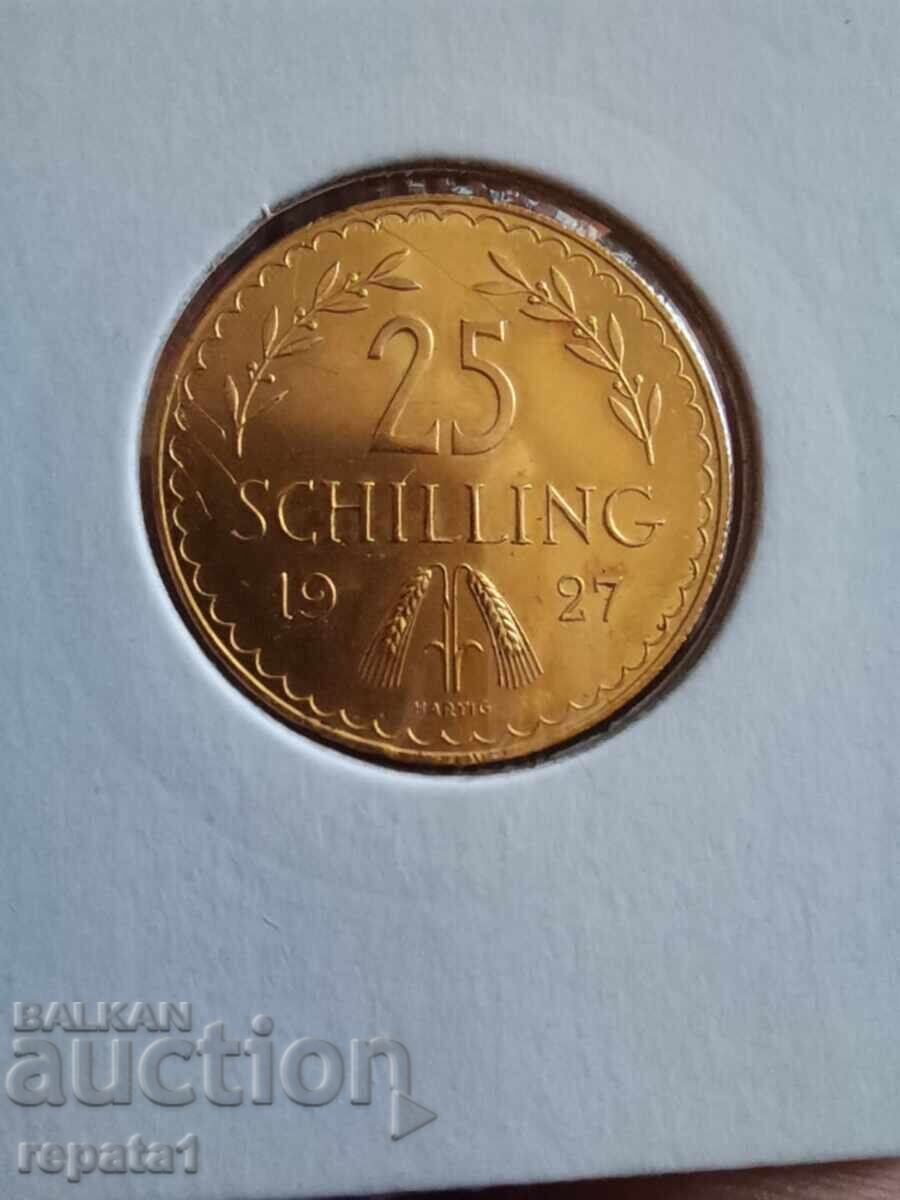 25
SCHILLING
19 27
HARTIG
BALKAN
auction
repata1